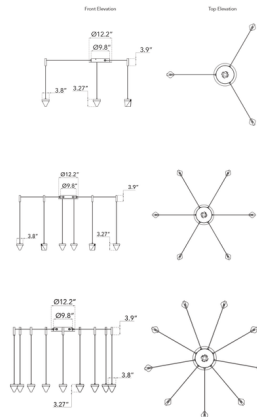 Front Elevation
Top Elevation
Ø12.2"
Ø9.8"
3.9"
3.8"
3.27"
Ø12.2"
Ø9.8"
3.9"
3.8"
3.27"
Ø12.2"
Ø9.8"
3.9"
3.8"
3.27"